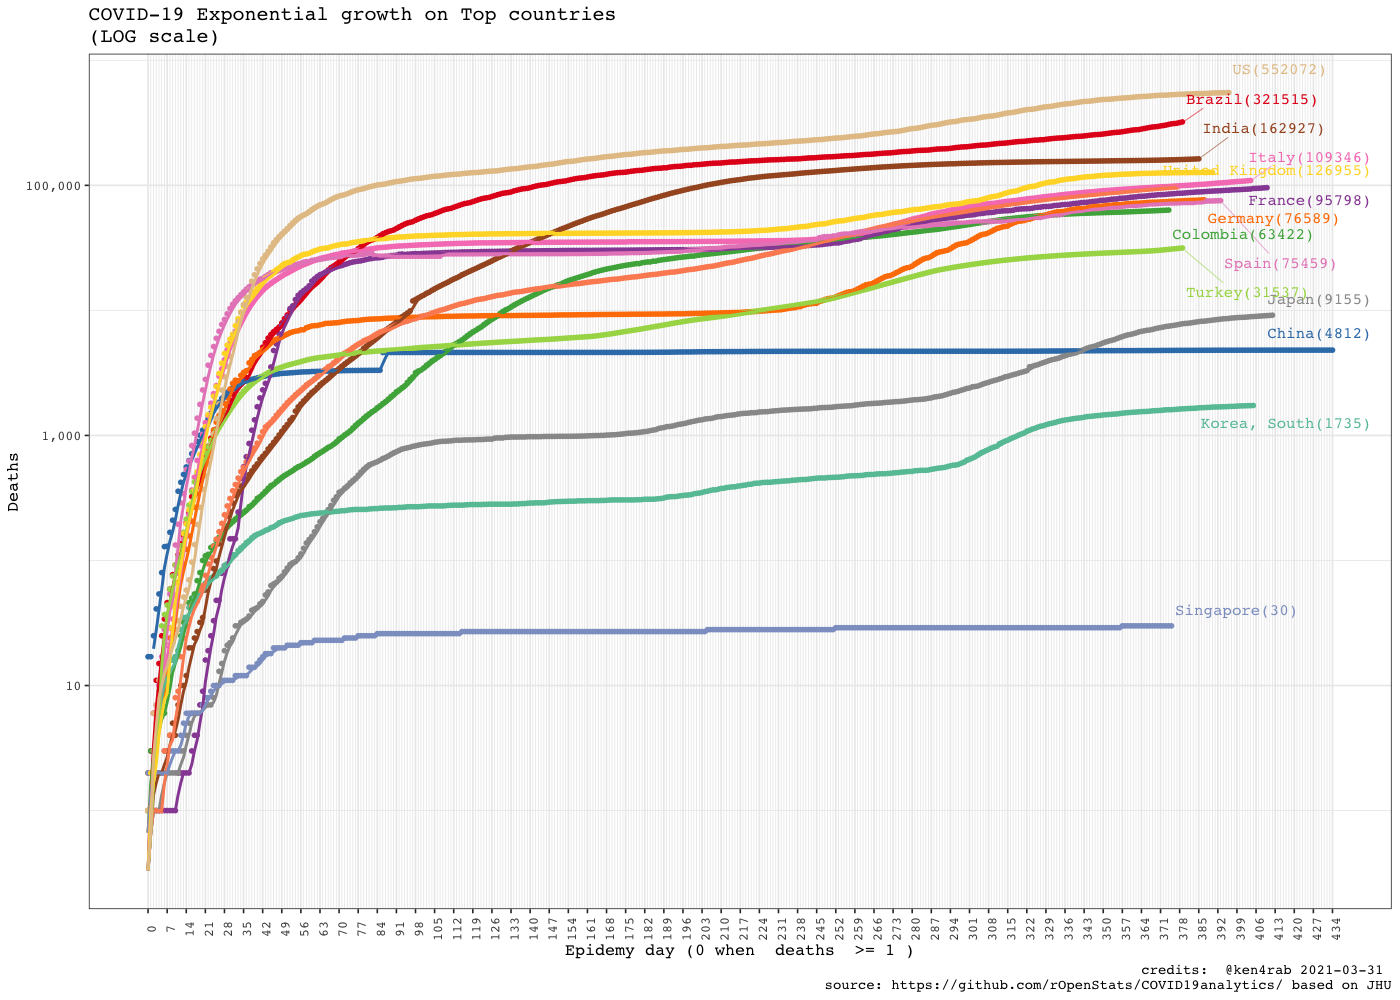 COVID-19 Exponential growth on Top countries
(LOG scale)
US(552072)
Brazil(321515)
India(162927)
Italy(109346)
United Kingdom(126955)
France(95798)
Germany(76589)
Colombia(63422)
Spain(75459)
Turkey(31537)
Japan(9155)
China(4812)
Korea, South(1735)
Singapore(30)
Deaths
100,000
1,000
10
0 7 14 21 28 35 42 49 56 63 70 77 84 91 98 105 112 119 126 133 140 147 154 161 168 175 182 189 196 203 210 217 224 231 238 245 252 259 266 273 280 287 294 301 308 315 322 329 336 343 350 357 364 371 378 385 392 399 406 413 420 427 434
Epidemy day (0 when deaths >= 1 )
credits: @ken4rab 2021-03-31
source: https://github.com/rOpenStats/COVID19analytics/ based on JHU